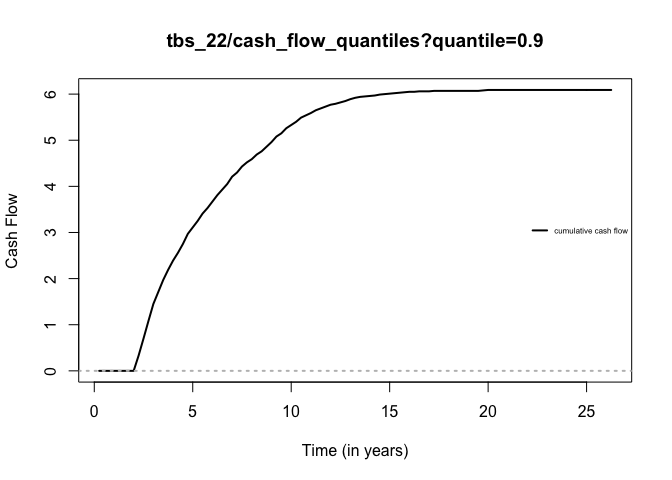 tbs_22/cash_flow_quantiles?quantile=0.9
Cash Flow
6
5
4
3
2
1
0
cumulative cash flow
0 5 10 15 20 25
Time (in years)